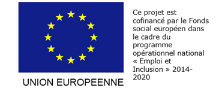 Ce projet est
cofinancé par le Fonds
social européen dans
le cadre du
programme
opérationnel national
« Emploi et
Inclusion » 2014-
2020
UNION EUROPEENNE